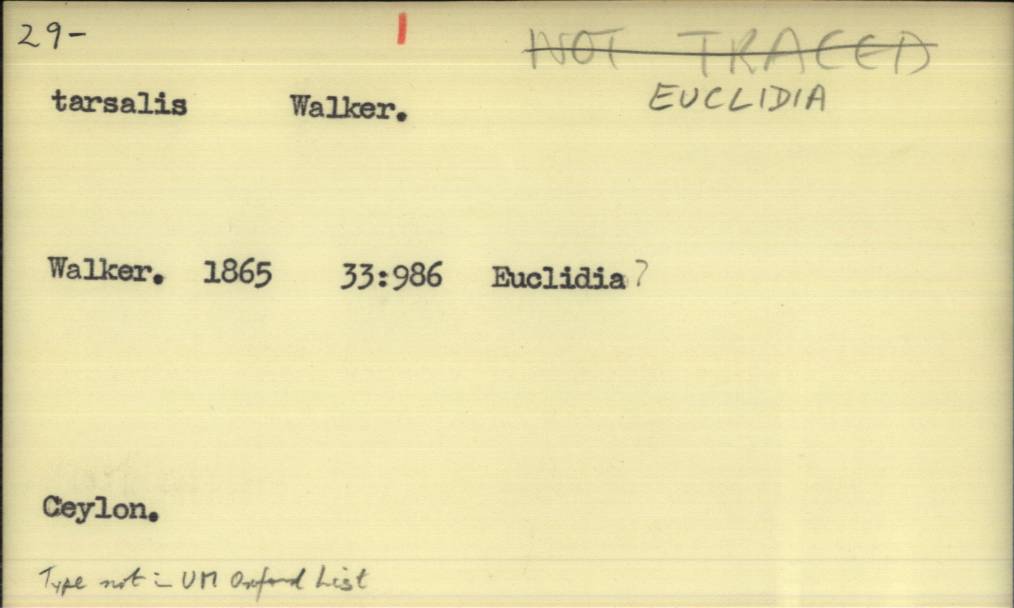 29-
NOT TRACED
tarsalis Walker. EUCLIDIA
Walker. 1865 33:986 Euclidia?
Ceylon.
Type not in UM Oxford List